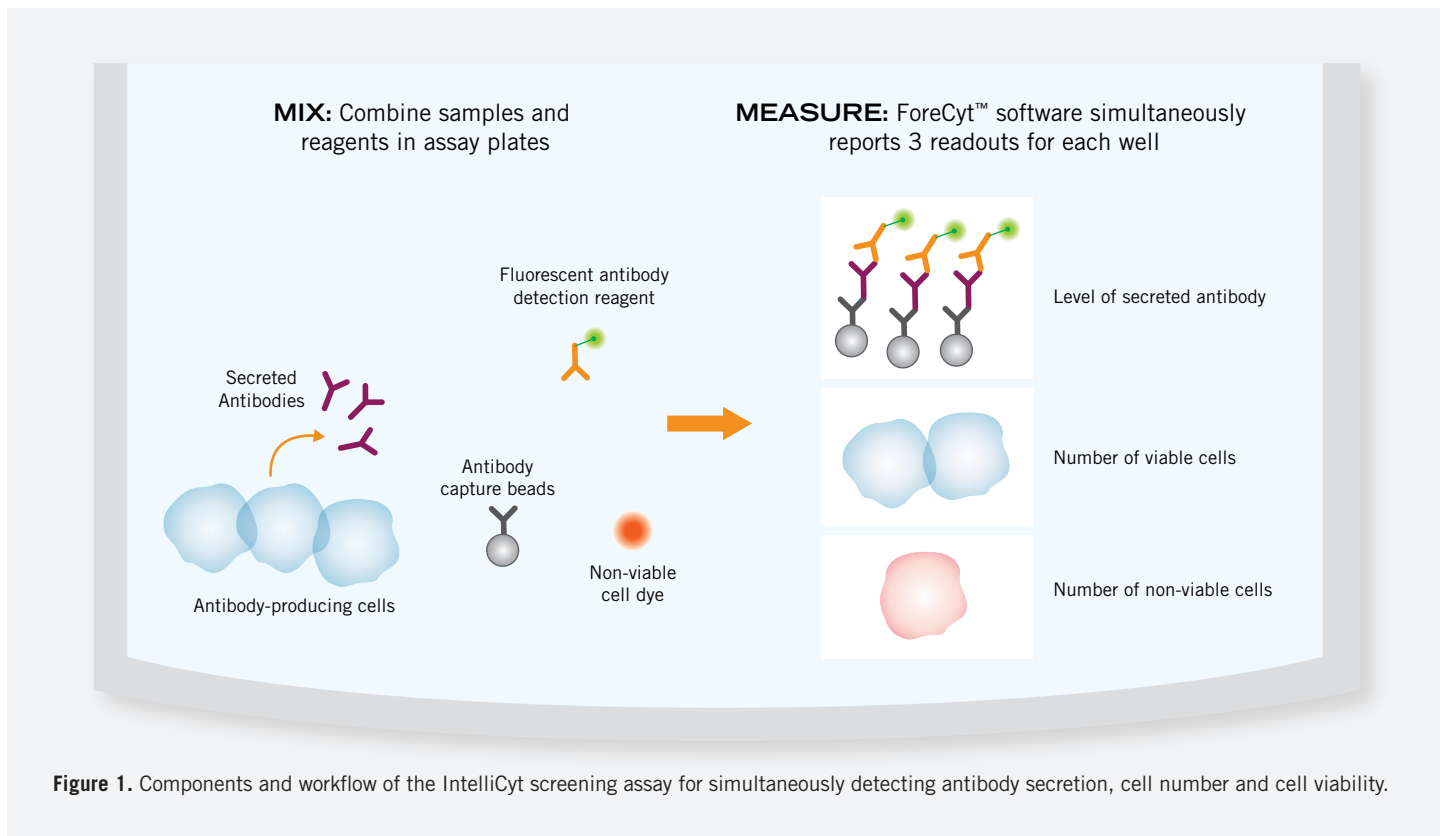 MIX: Combine samples and
reagents in assay plates
MEASURE: ForeCyt™ software simultaneously
reports 3 readouts for each well
Fluorescent antibody
detection reagent
Secreted
Antibodies
Antibody
capture beads
Non-viable
cell dye
Antibody-producing cells
Level of secreted antibody
Number of viable cells
Number of non-viable cells
Figure 1. Components and workflow of the IntelliCyt screening assay for simultaneously detecting antibody secretion, cell number and cell viability.